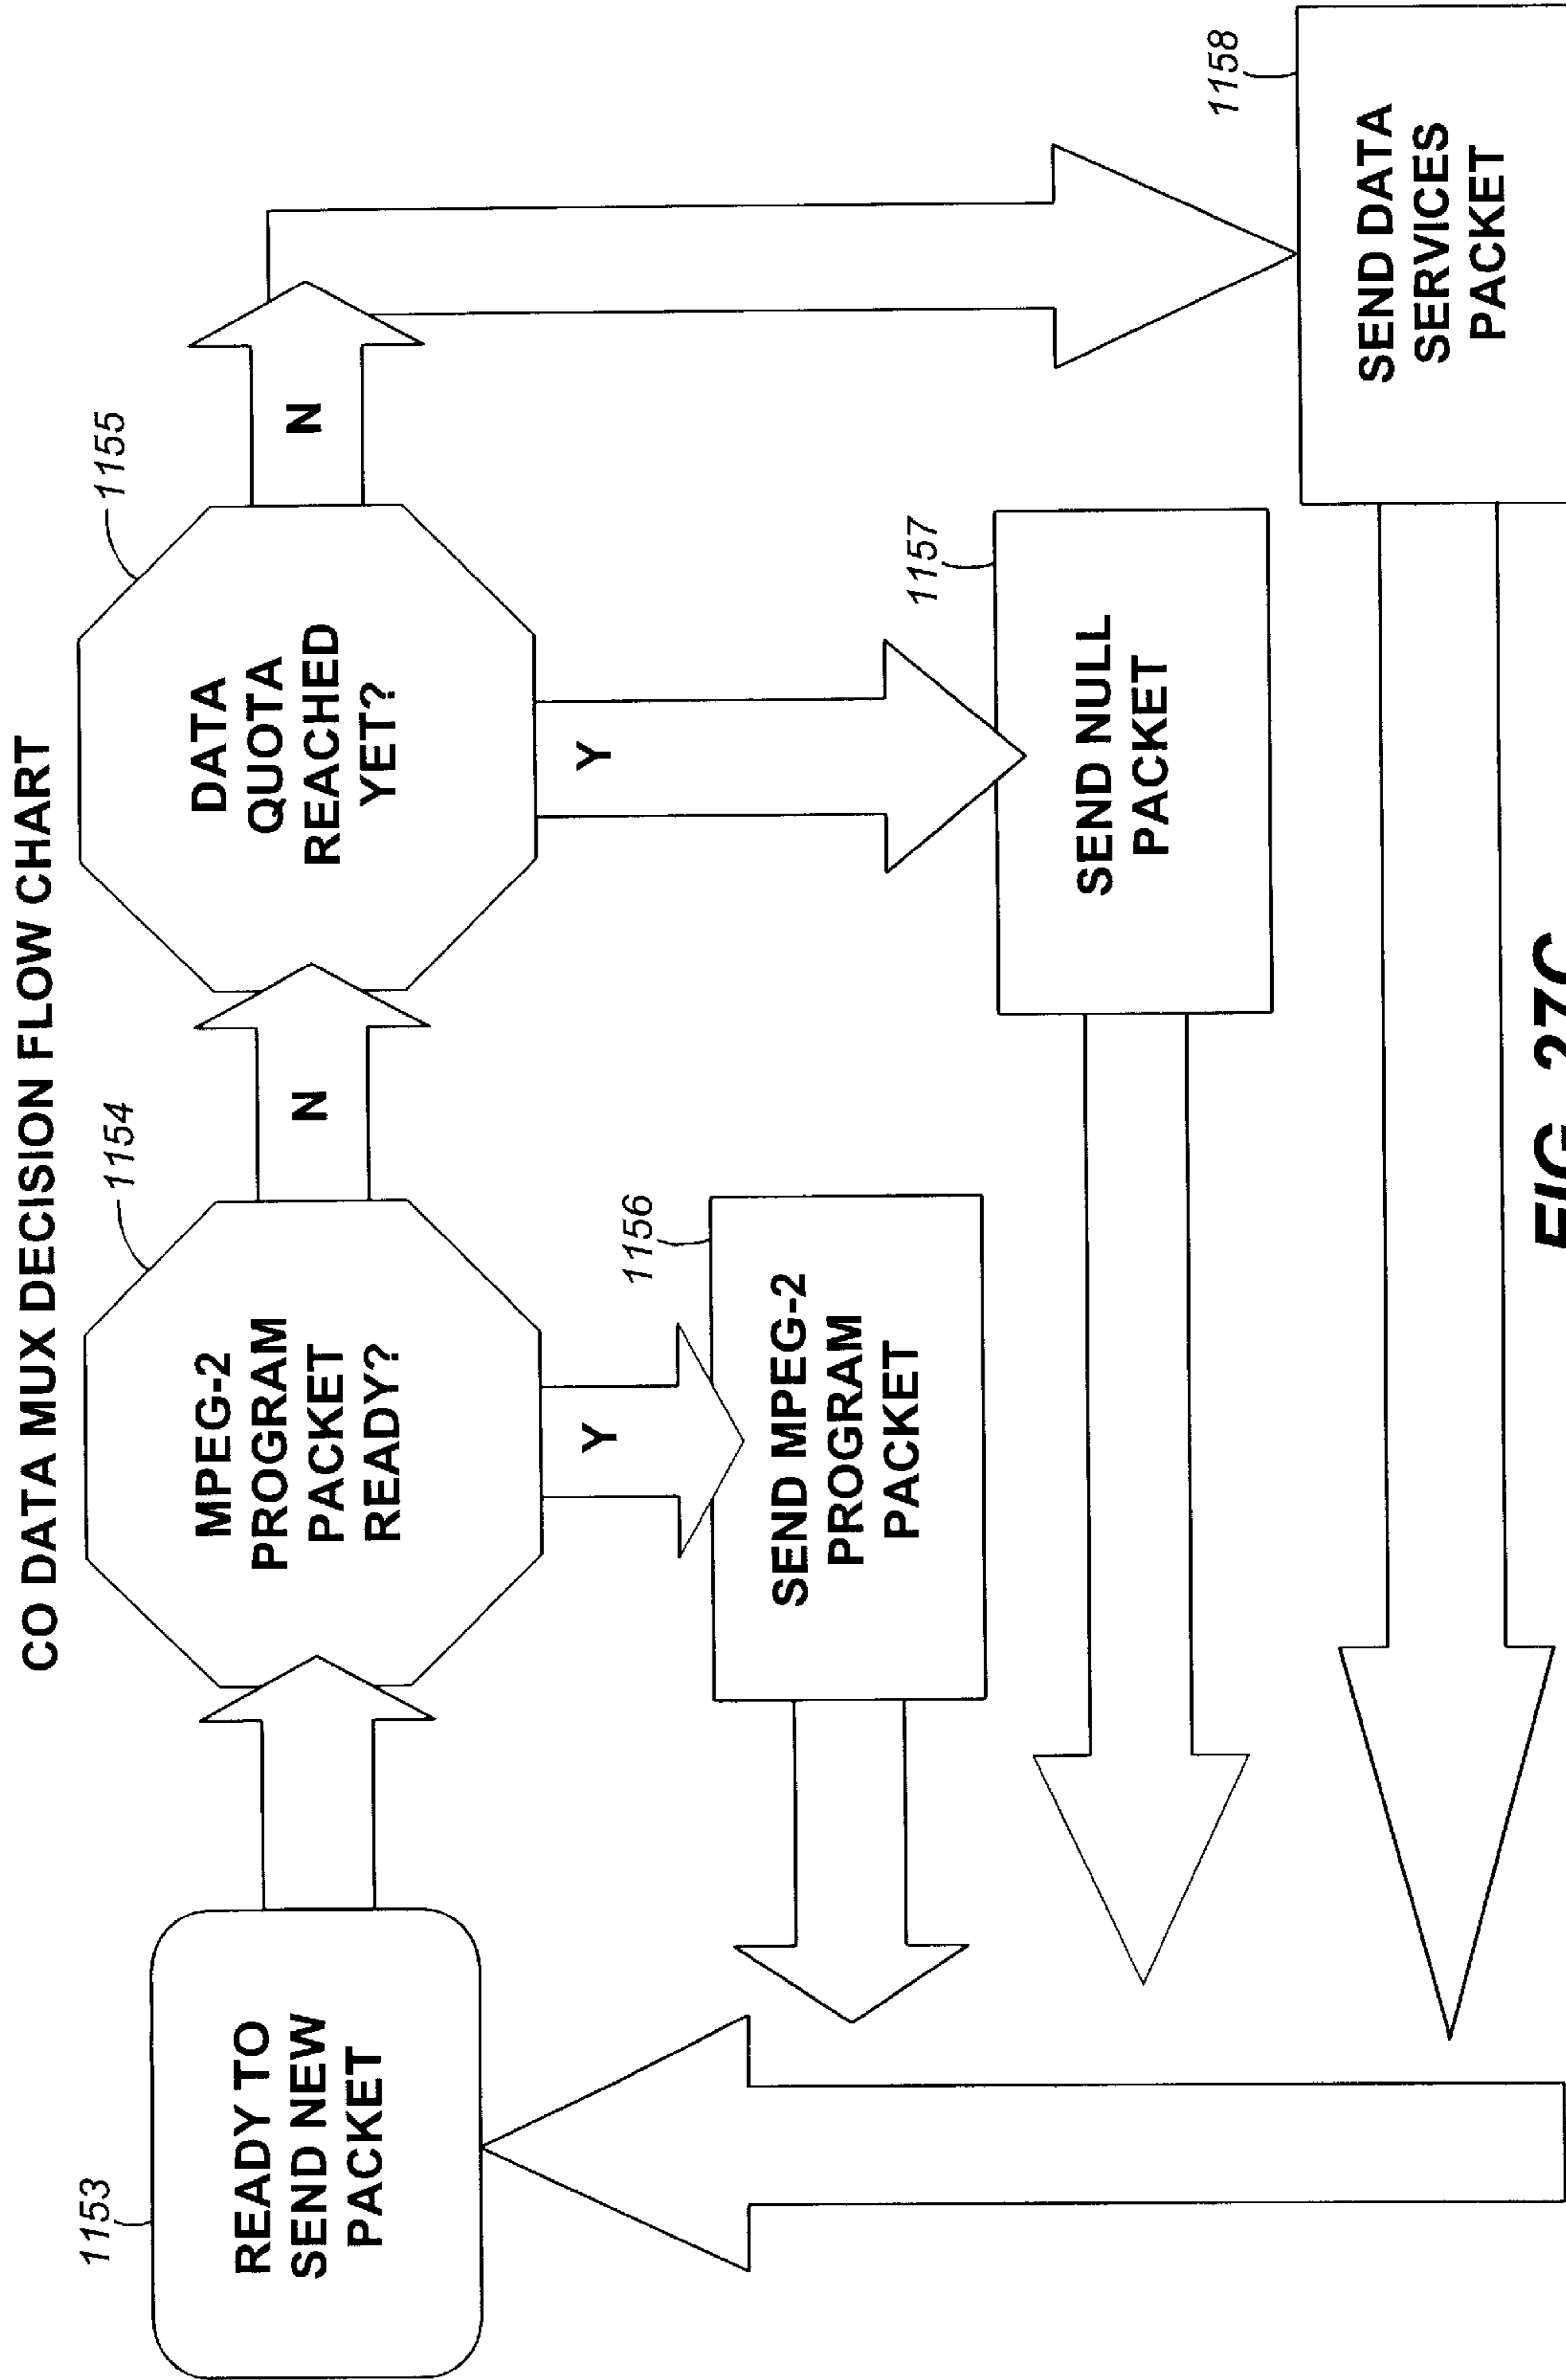 CO DATA MUX DECISION FLOW CHART
1153
READY TO
SEND NEW
PACKET
1154
MPEG-2
PROGRAM
PACKET
READY?
N
1155
DATA
QUOTA
REACHED
YET?
N
Y
1156
SEND MPEG-2
PROGRAM
PACKET
Y
1157
SEND NULL
PACKET
1158
SEND DATA
SERVICES
PACKET
FIG. 27C